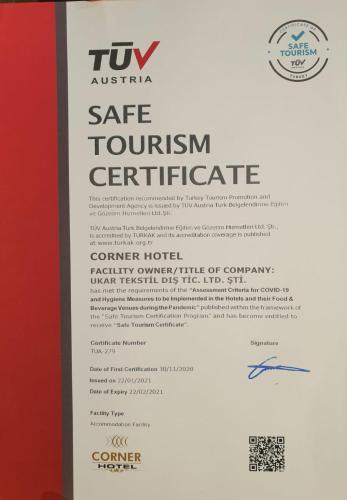 TÜV
AUSTRIA
SAFE
TOURISM
TÜV
TURKEY
SAFE
TOURISM
CERTIFICATE
This certification recommended by Turkey Tourism Promotion and
Development Agency is issued by TÜV Austria Turk Belgelendirme Eğitim
ve Gözetim Hizmetleri Ltd. Şti.
TÜV Austria Turk Belgelendirme Eğitim ve Gözetim Hizmetleri Ltd. Şti.,
is accredited by TURKAK and its accreditation coverage is published
at www.turkak.org.tr
CORNER HOTEL
FACILITY OWNER/TITLE OF COMPANY:
UKAR TEKSTİL DIŞ TİC. LTD. ŞTİ.
has met the requirements of the "Assessment Criteria for COVID-19
and Hygiene Measures to be Implemented in the Hotels and their Food &
Beverage Venues during the Pandemic" published within the framework of
the "Safe Tourism Certification Program" and has become entitled to
receive "Safe Tourism Certificate".
Certificate Number
Signature
TUA-279
Date of First Certification 30/11/2020
Issued on 22/01/2021
Date of Expiry 22/02/2021
Facility Type
Accommodation Facility
CORNER
HOTEL